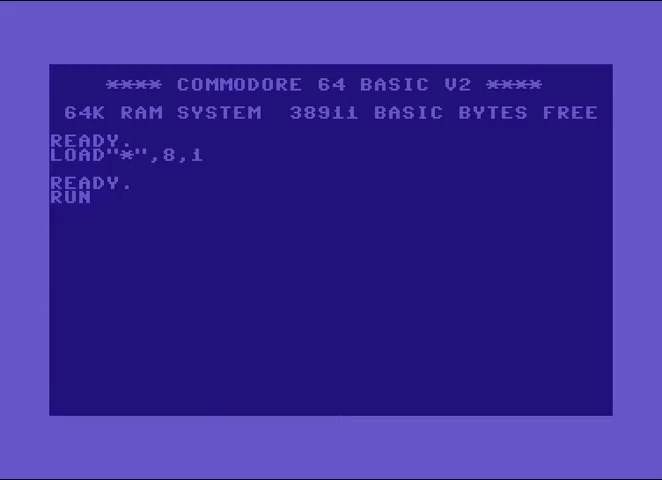 **** COMMODORE 64 BASIC V2 ****
64K RAM SYSTEM  38911 BASIC BYTES FREE
READY.
LOAD"*",8,1
READY.
RUN